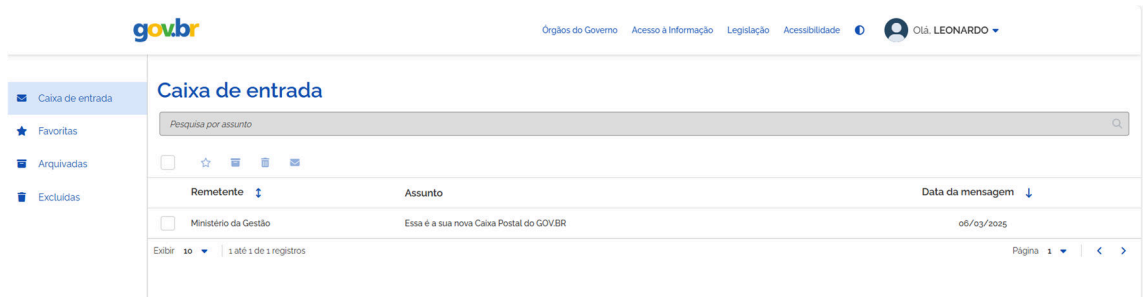 gov.br
Órgãos do Governo Acesso à Informação Legislação Acessibilidade Olá, LEONARDO
Caixa de entrada
Favoritas
Arquivadas
Excluídas
Caixa de entrada
Pesquisa por assunto
Remetente Assunto Data da mensagem
Ministério da Gestão Essa é a sua nova Caixa Postal do GOV.BR 06/03/2025
Exibir 10 1 até 1 de 1 registros Página 1